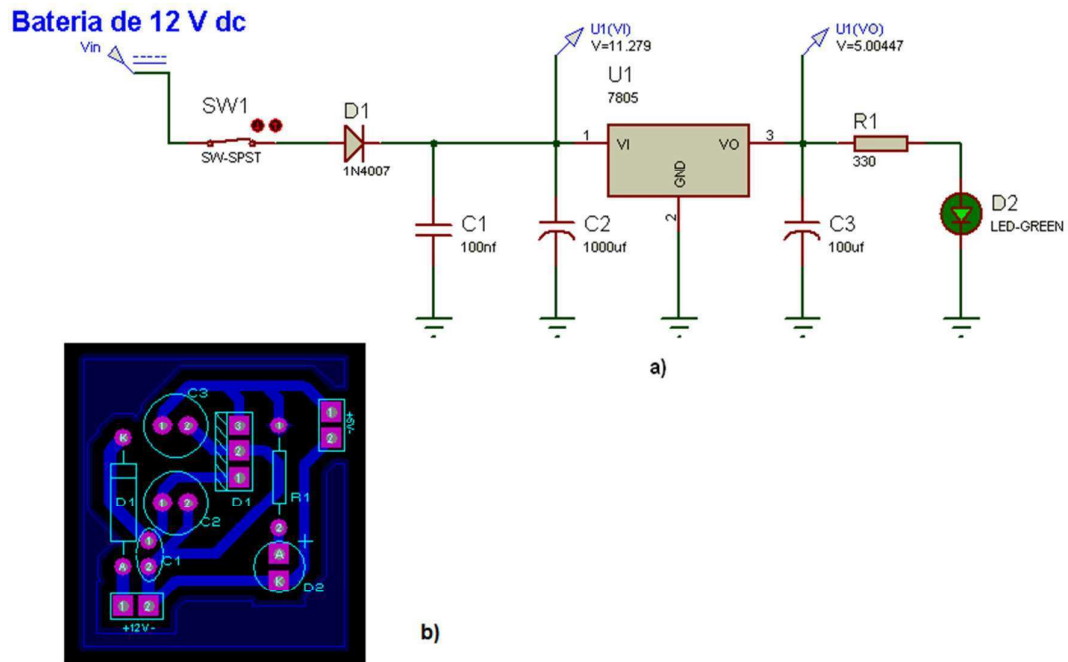 Bateria de 12 V dc
Vin
U1(VI)
V=11.279
U1(VO)
V=5.00447
SW1
SW-SPST
D1
1N4007
U1
7805
1
VI
VO
3
GND
2
R1
330
C1
100nf
C2
1000uf
C3
100uf
D2
LED-GREEN
a)
C3
1 2
3
2
1
D1
1
R1
2
1
2
+5V-
K
D1
A
1 2
C2
1
2
C1
A
K
D2
1 2
+12V-
b)